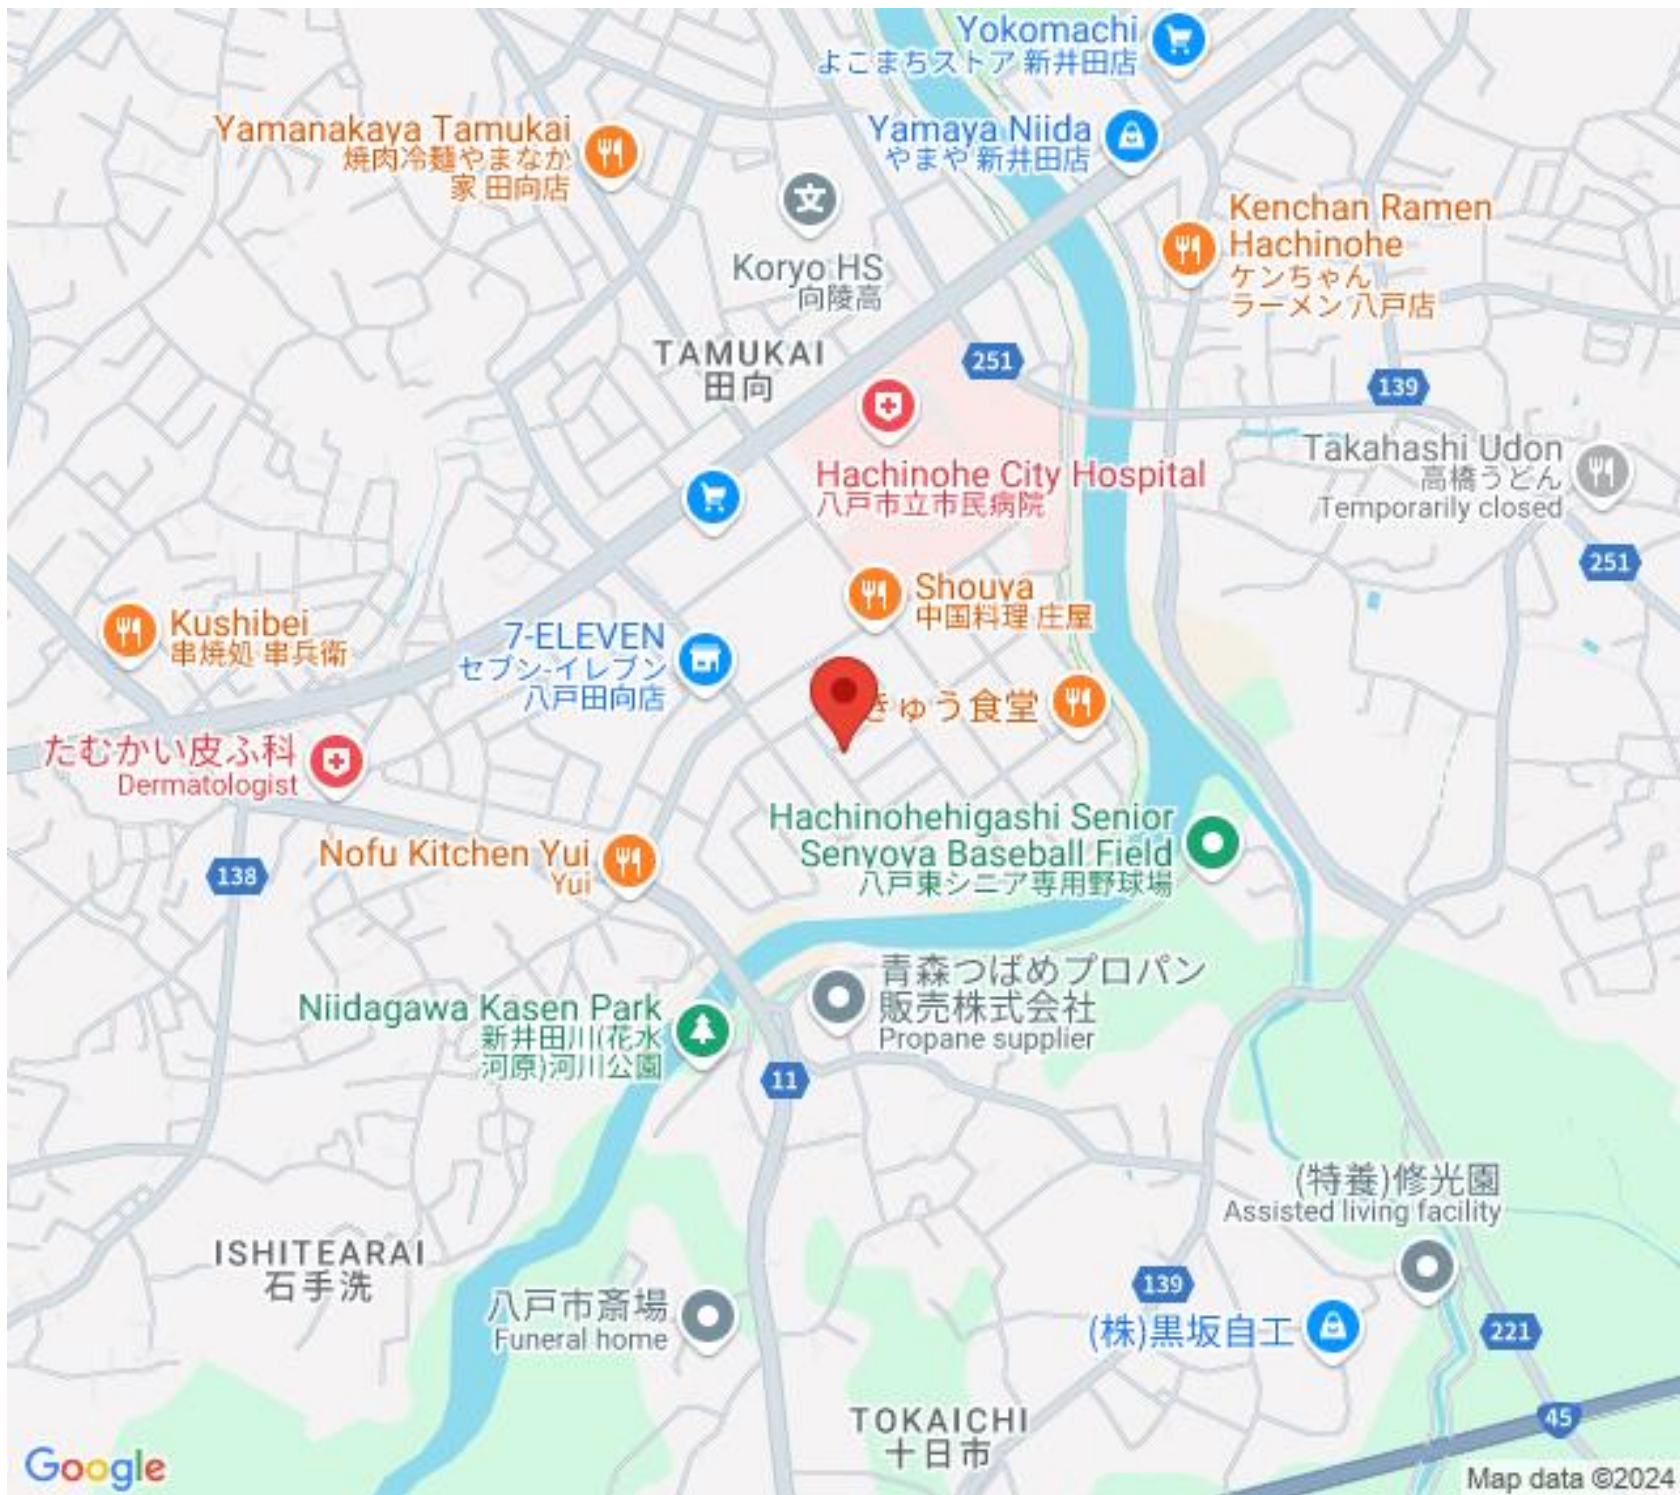 Yokomachi
よこまちストア 新井田店
Yamanakaya Tamukai
焼肉冷麺やまなか
家 田向店
Yamaya Niida
やまや 新井田店
Kenchan Ramen
Hachinohe
ケンちゃん
ラーメン 八戸店
Koryo HS
向陵高
TAMUKAI
田向
251
139
Hachinohe City Hospital
八戸市立市民病院
Takahashi Udon
高橋うどん
Temporarily closed
251
Shouya
中国料理 庄屋
Kushibei
串焼処 串兵衛
7-ELEVEN
セブン-イレブン
八戸田向店
きゅう食堂
たむかい皮ふ科
Dermatologist
Hachinohehigashi Senior
Senyoya Baseball Field
八戸東シニア専用野球場
Nofu Kitchen Yui
Yui
138
青森つばめプロパン
販売株式会社
Propane supplier
Niidagawa Kasen Park
新井田川(花水
河原)河川公園
11
(特養)修光園
Assisted living facility
ISHITEARAI
石手洗
139
八戸市斎場
Funeral home
(株)黒坂自工
221
TOKAICHI
十日市
45
Google
Map data ©2024